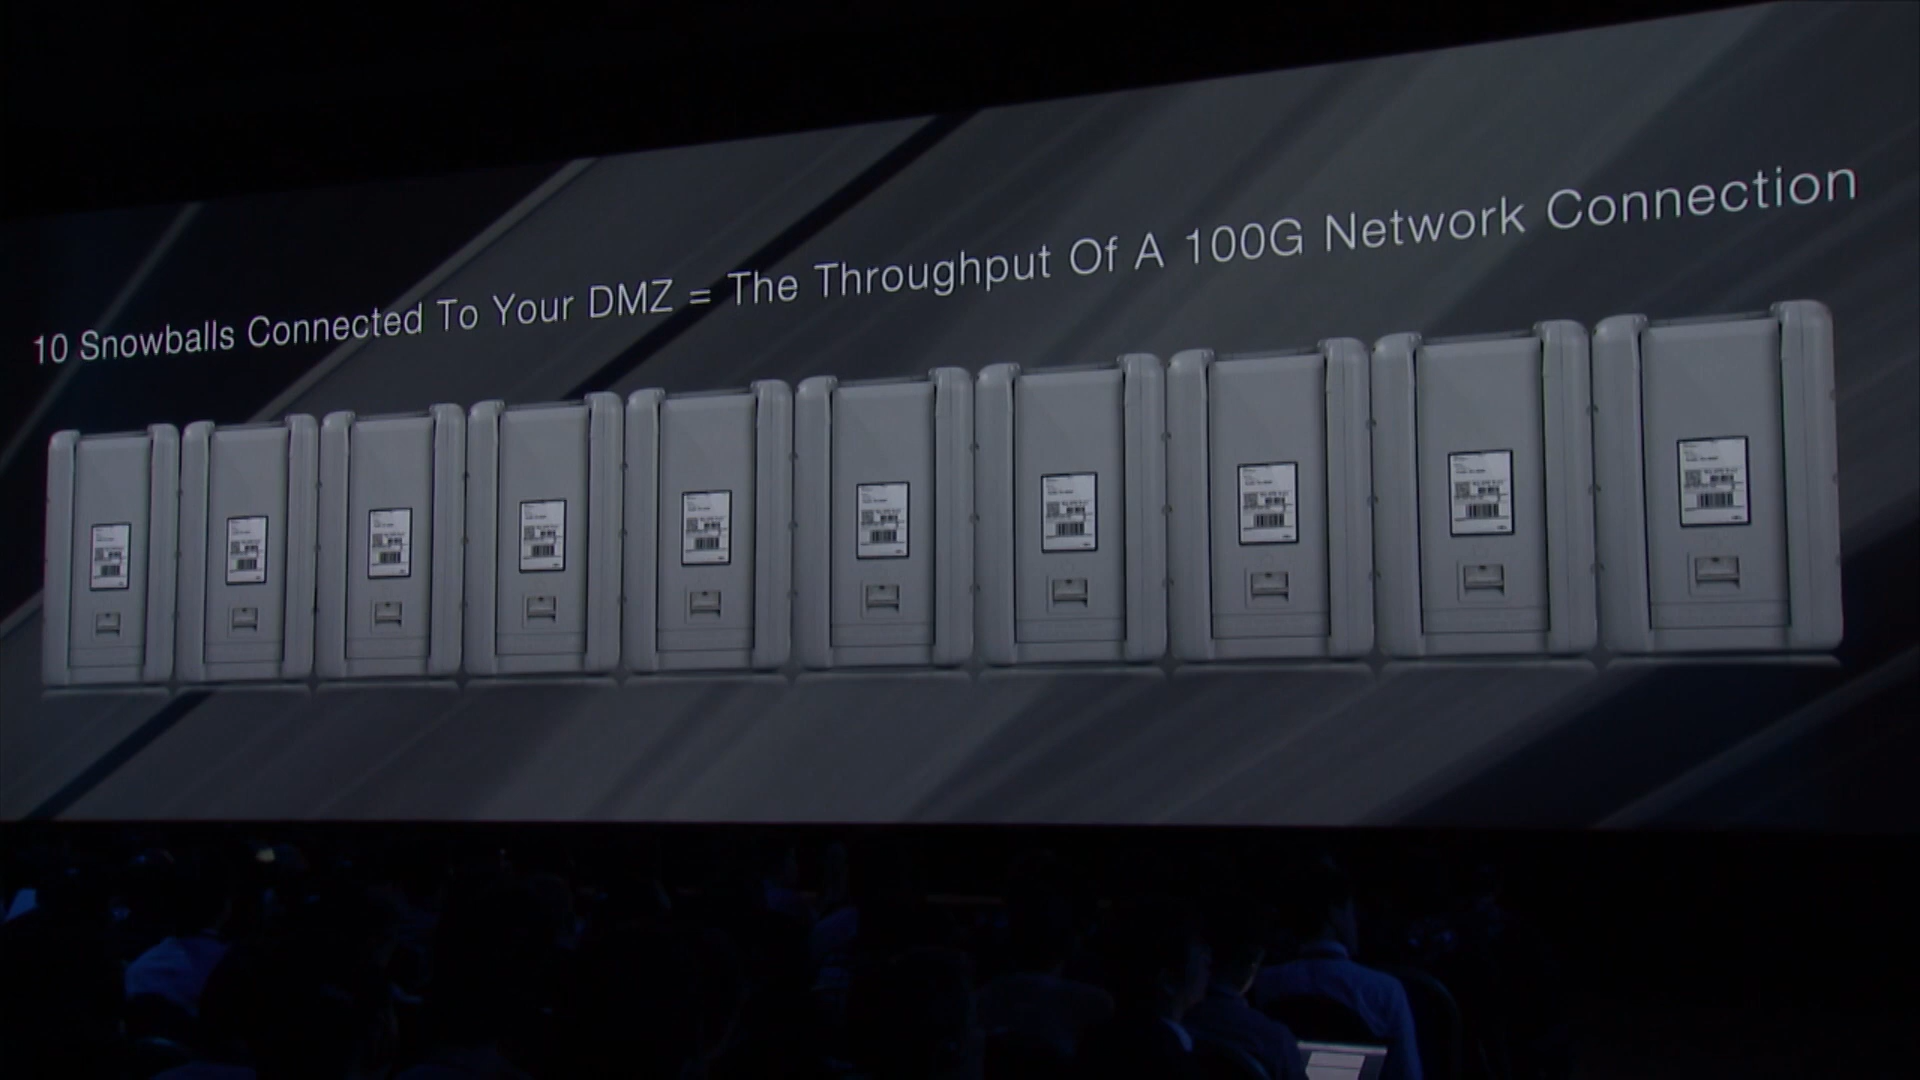 10 Snowballs Connected To Your DMZ = The Throughput Of A 100G Network Connection